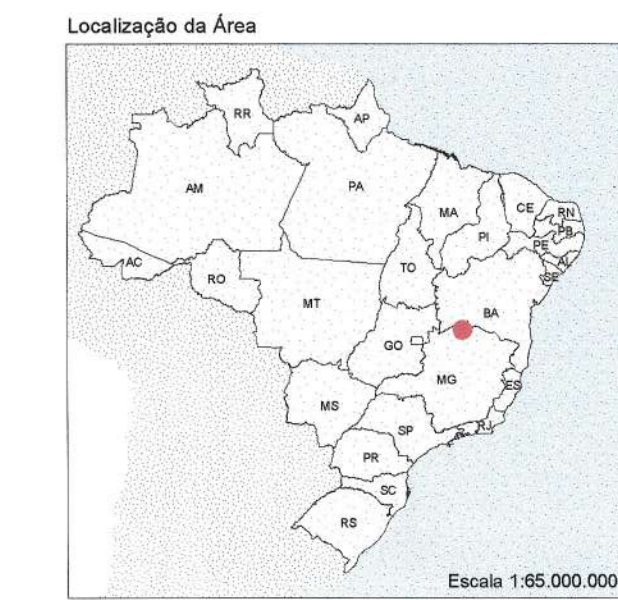 Localização da Área
RR
AP
AM
PA
MA
CE
RN
PB
PI
PE
AL
AC
SE
TO
RO
BA
MT
GO
MG
ES
MS
SP
RJ
PR
SC
RS
Escala 1:65.000.000